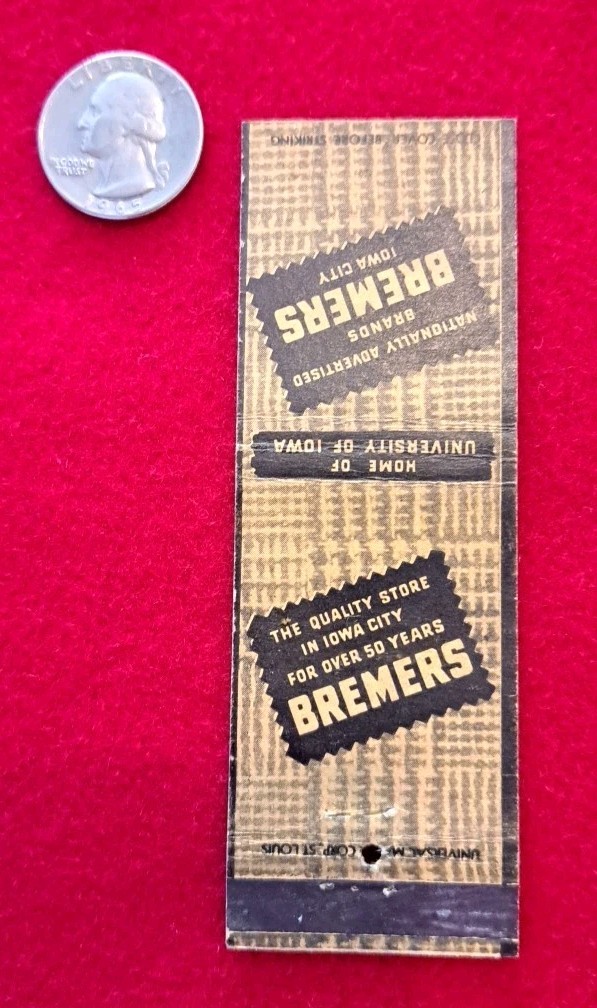 LIBERTY
IN GOD WE
TRUST
1965
CLOSE COVER BEFORE STRIKING
NATIONALLY ADVERTISED
BRANDS
BREMERS
IOWA CITY
HOME OF
UNIVERSITY OF IOWA
THE QUALITY STORE
IN IOWA CITY
FOR OVER 50 YEARS
BREMERS
UNIVERSAL CORP. ST. LOUIS